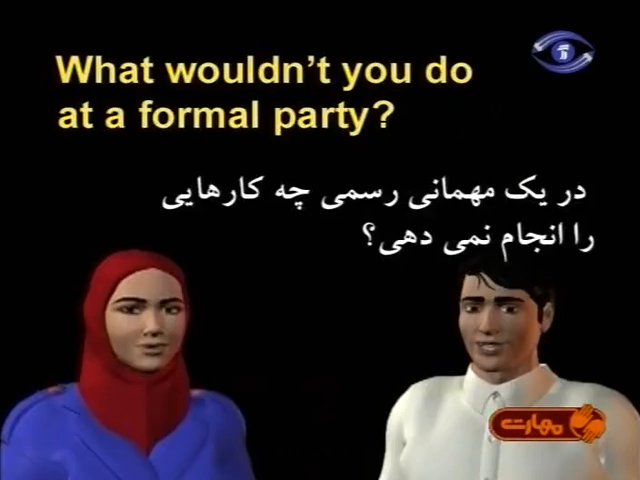 What wouldn't you do
at a formal party?
در یک مهمانی رسمی چه کارهایی
را انجام نمی دهی؟
مهارت